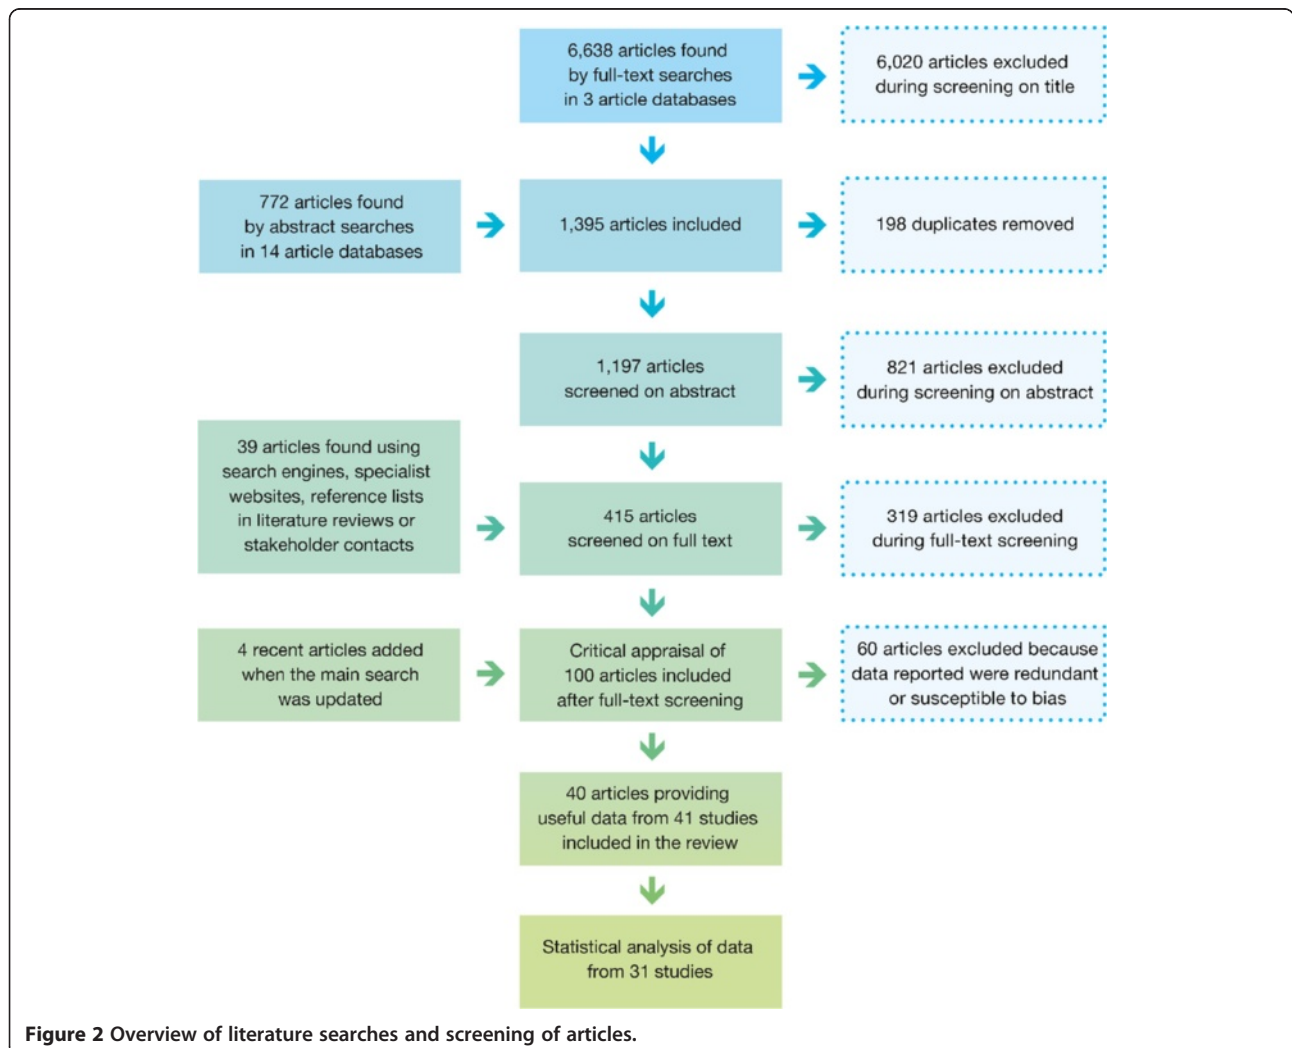 6,638 articles found
by full-text searches
in 3 article databases
6,020 articles excluded
during screening on title
772 articles found
by abstract searches
in 14 article databases
1,395 articles included
198 duplicates removed
1,197 articles
screened on abstract
821 articles excluded
during screening on abstract
39 articles found using
search engines, specialist
websites, reference lists
in literature reviews or
stakeholder contacts
415 articles
screened on full text
319 articles excluded
during full-text screening
4 recent articles added
when the main search
was updated
Critical appraisal of
100 articles included
after full-text screening
60 articles excluded because
data reported were redundant
or susceptible to bias
40 articles providing
useful data from 41 studies
included in the review
Statistical analysis of data
from 31 studies
Figure 2 Overview of literature searches and screening of articles.